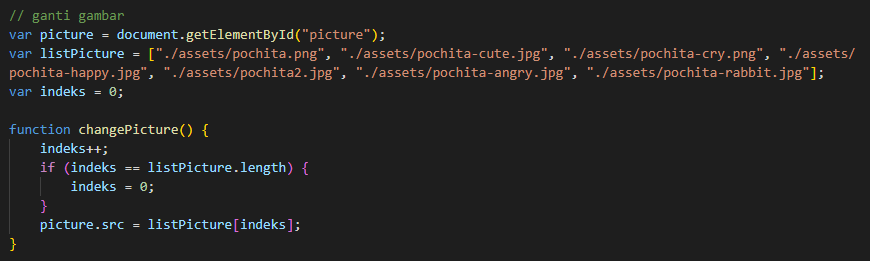 // ganti gambar
var picture = document.getElementById("picture");
var listPicture = ["./assets/pochita.png", "./assets/pochita-cute.jpg", "./assets/pochita-cry.png", "./assets/
pochita-happy.jpg", "./assets/pochita2.jpg", "./assets/pochita-angry.jpg", "./assets/pochita-rabbit.jpg"];
var indeks = 0;

function changePicture() {
    indeks++;
    if (indeks == listPicture.length) {
        indeks = 0;
    }
    picture.src = listPicture[indeks];
}